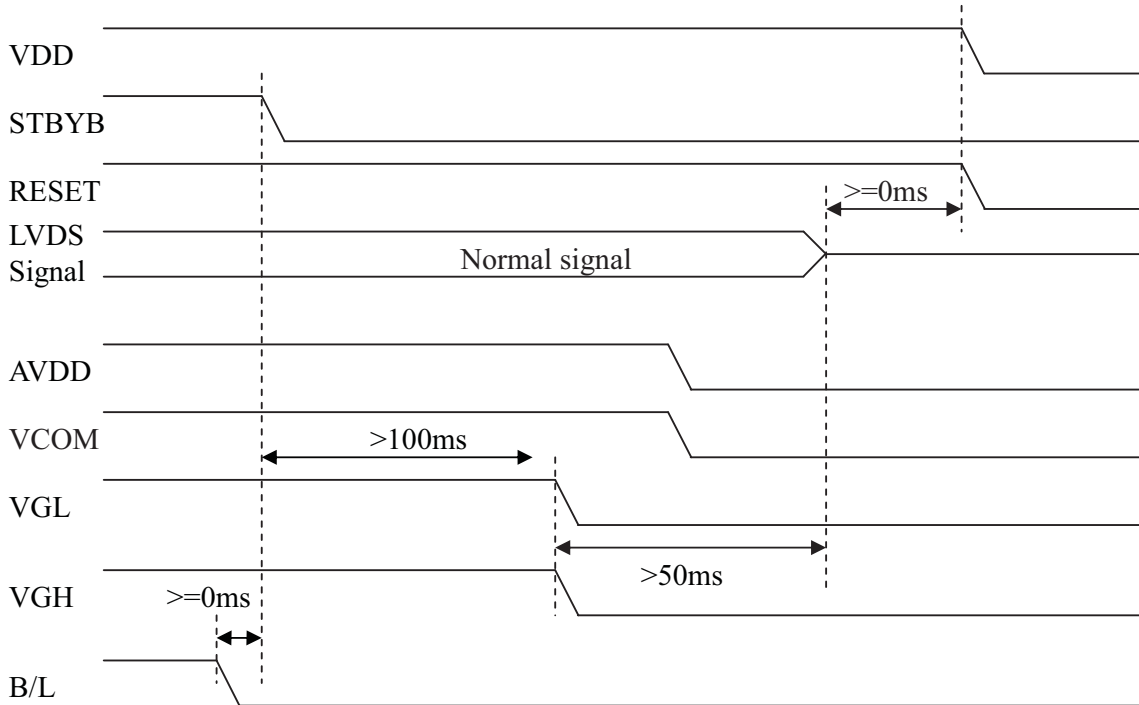 VDD
STBYB
RESET
>=0ms
LVDS
Signal
Normal signal
AVDD
VCOM
>100ms
VGL
>50ms
VGH
>=0ms
B/L